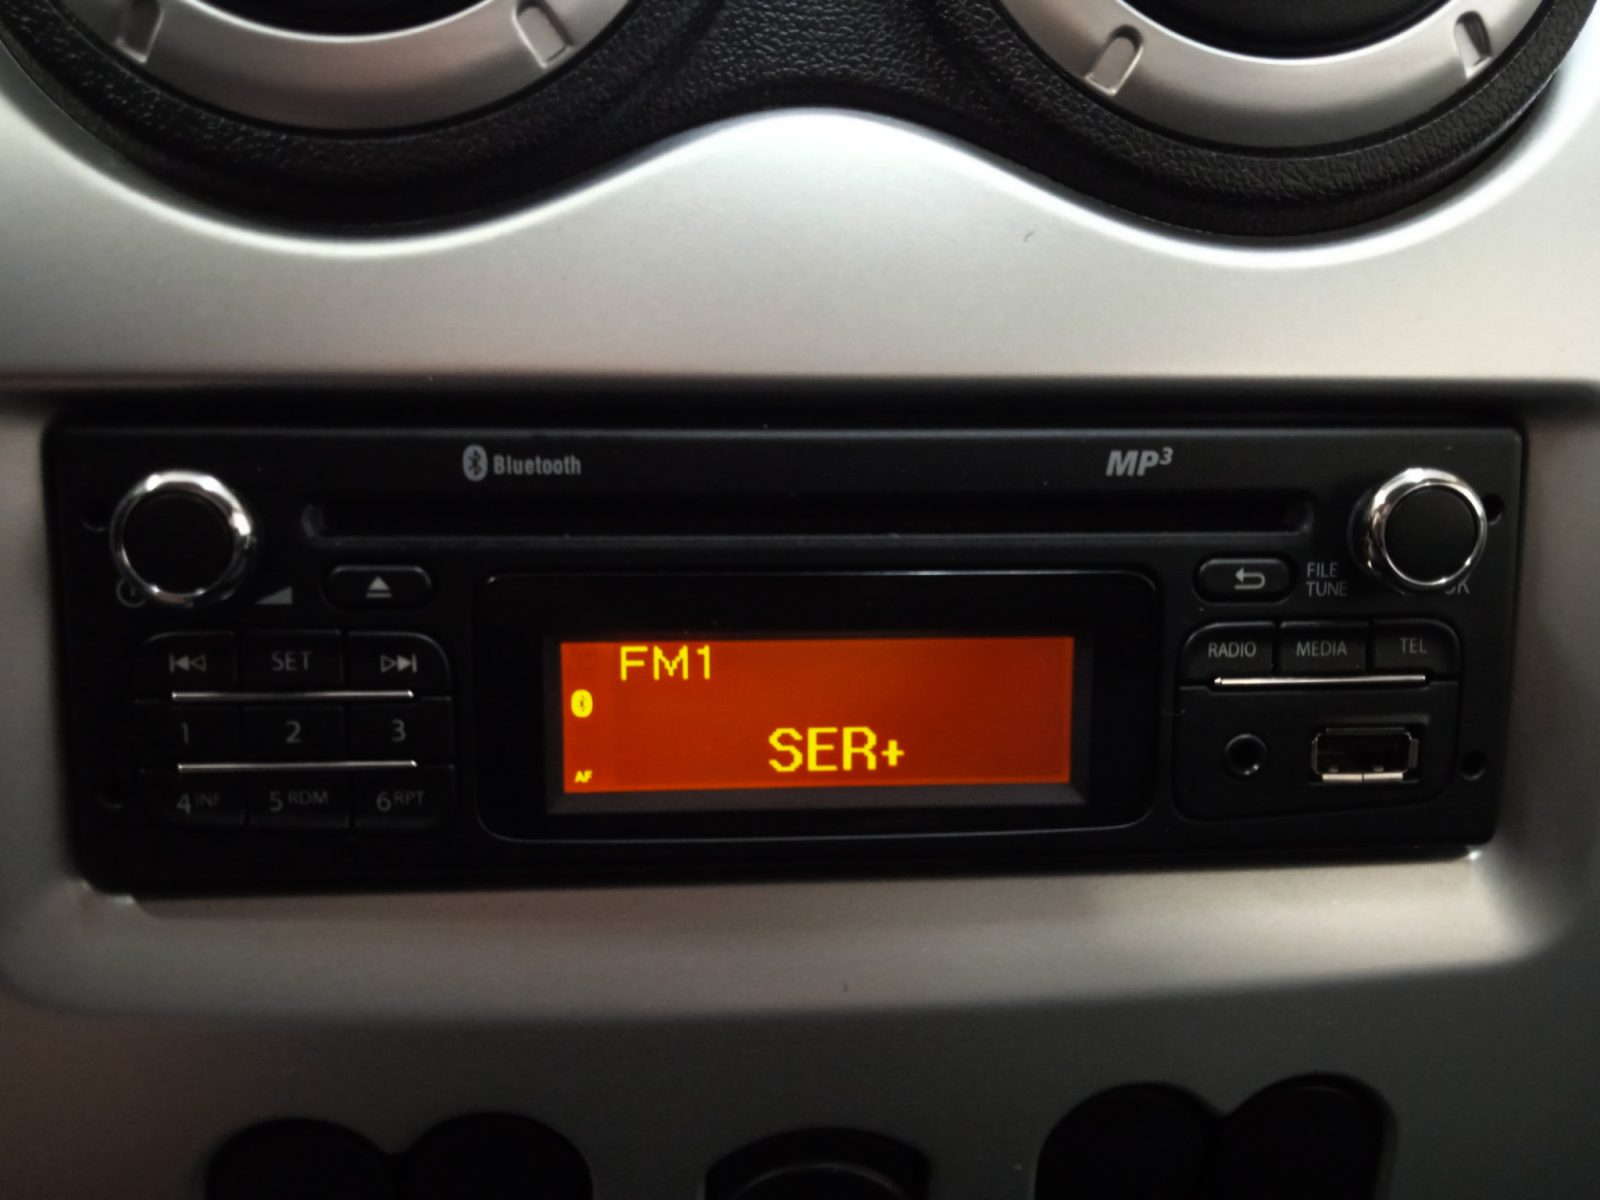 Bluetooth
MP3
FILE
TUNE
SET
RADIO
MEDIA
TEL
FM1
SER+
AF
1
2
3
4 INF
5 RDM
6 RPT